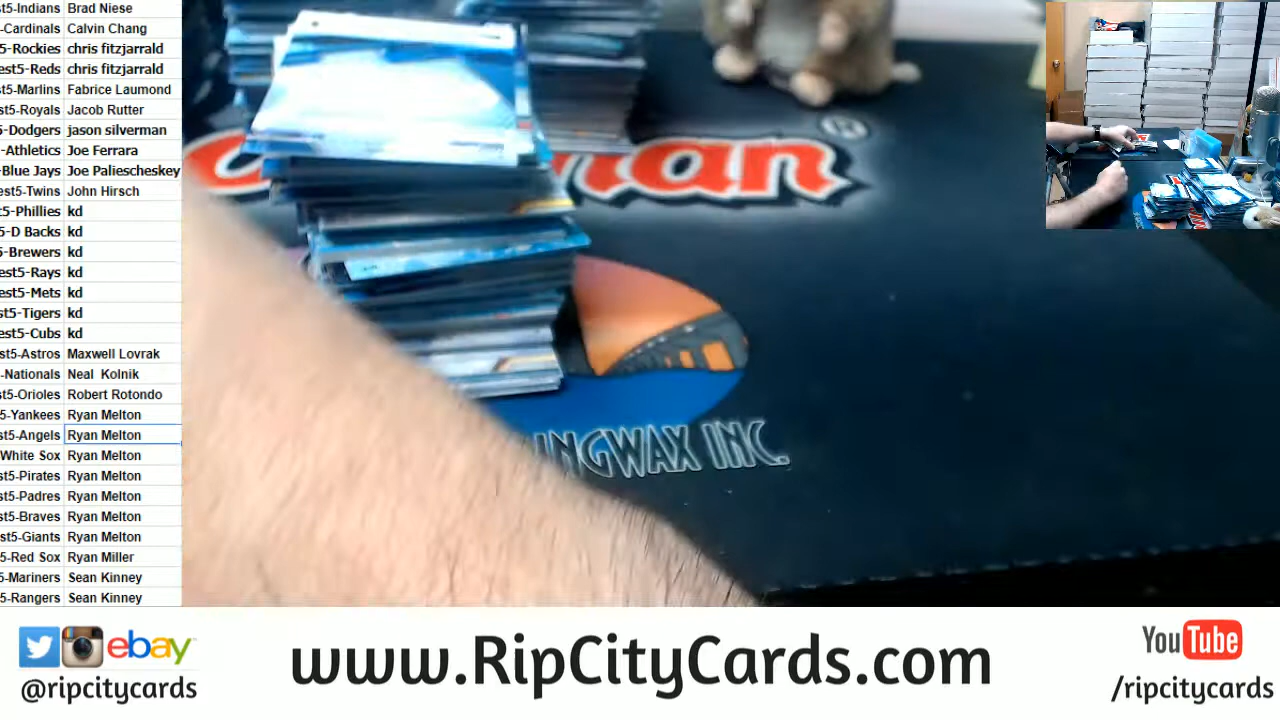 st5-Indians Brad Niese
Cardinals Calvin Chang
5-Rockies chris fitzjarrald
est5-Reds chris fitzjarrald
st5-Marlins Fabrice Laumond
st5-Royals Jacob Rutter
5-Dodgers jason silverman
-Athletics Joe Ferrara
-Blue Jays Joe Paliescheskey
est5-Twins John Hirsch
t5-Phillies kd
t5-D Backs kd
5-Brewers kd
est5-Rays kd
est5-Mets kd
st5-Tigers kd
est5-Cubs kd
st5-Astros Maxwell Lovrak
-Nationals Neal Kolnik
st5-Orioles Robert Rotondo
5-Yankees Ryan Melton
st5-Angels Ryan Melton
White Sox Ryan Melton
st5-Pirates Ryan Melton
st5-Padres Ryan Melton
st5-Braves Ryan Melton
st5-Giants Ryan Melton
5-Red Sox Ryan Miller
5-Mariners Sean Kinney
5-Rangers Sean Kinney
man ®
INGWAX INC.
ebay
@ripcitycards
www.RipCityCards.com
YouTube
/ripcitycards